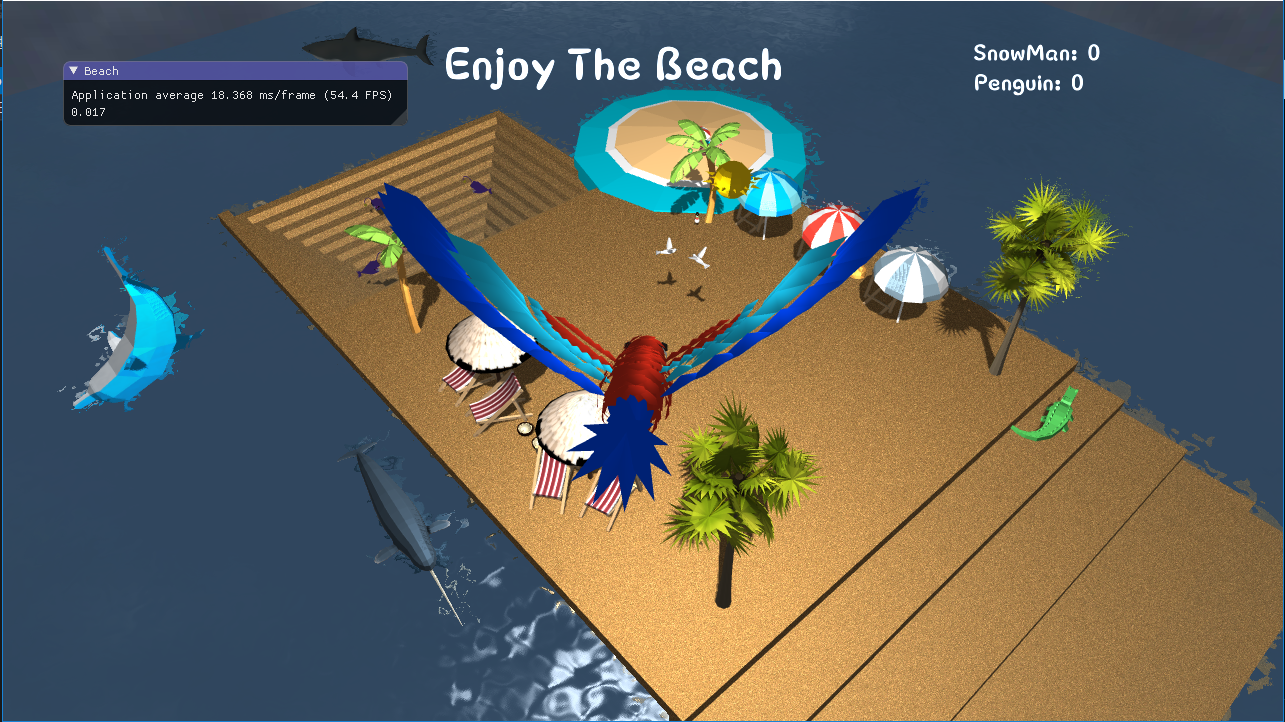 Enjoy The Beach
SnowMan: 0
Penguin: 0
Beach
Application average 18.368 ms/frame (54.4 FPS)
0.017